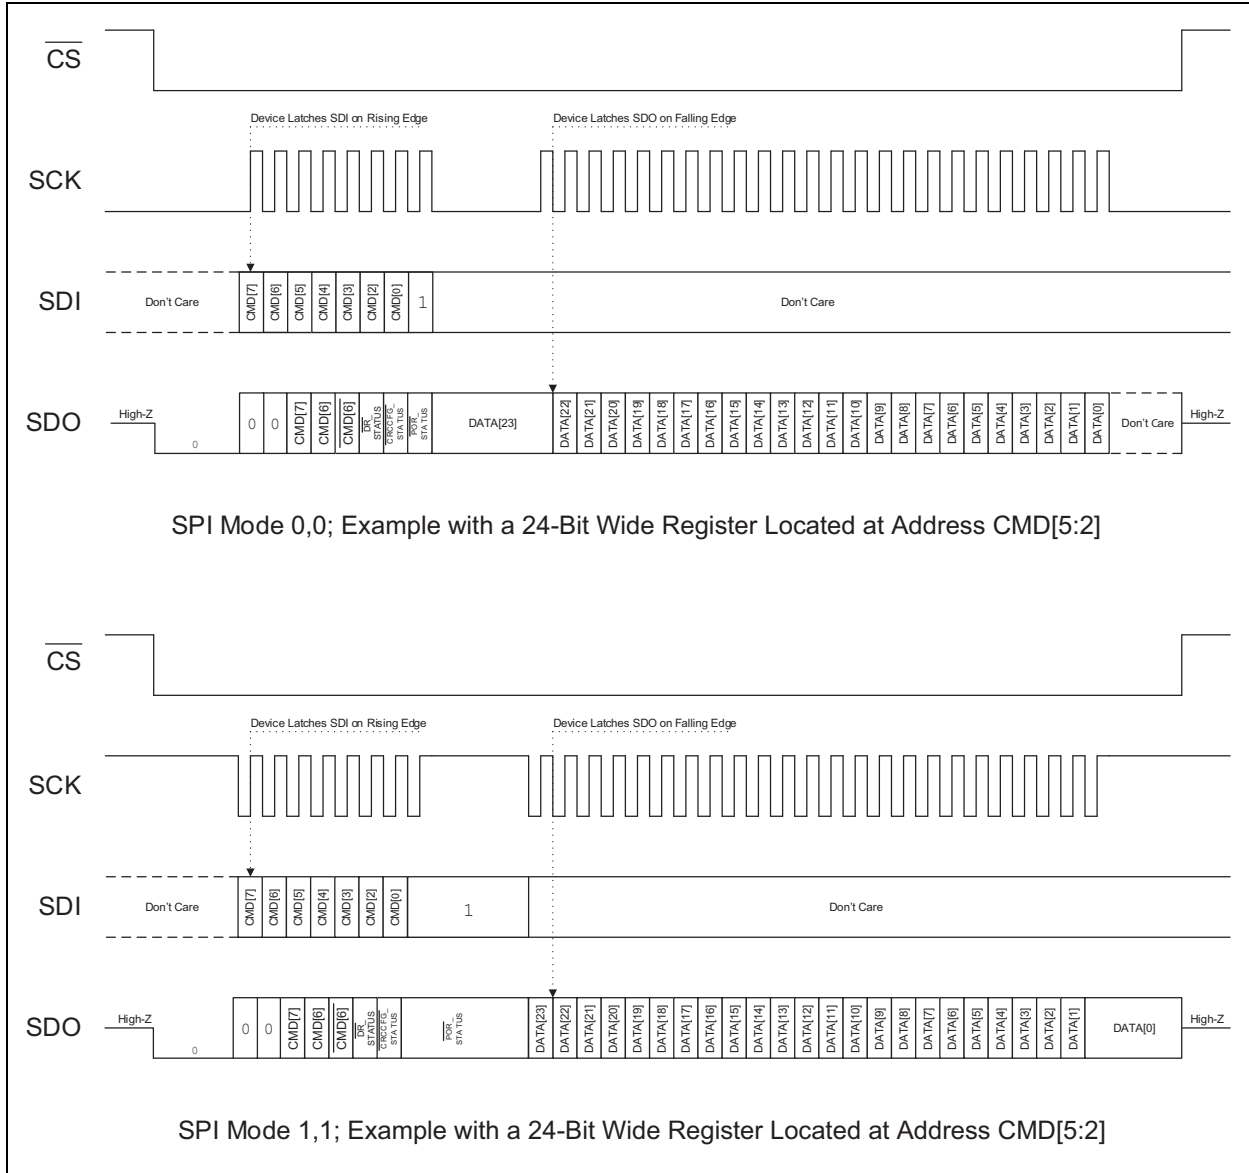 CS
Device Latches SDI on Rising Edge Device Latches SDO on Falling Edge
SCK
SDI Don't Care CMD[7] CMD[6] CMD[5] CMD[4] CMD[3] CMD[2] CMD[0] 1 Don't Care
SDO High-Z 0 0 0 CMD[7] CMD[6] CMD[6] DR_STATUS CRCCFG_STATUS POR_STATUS DATA[23] DATA[22] DATA[21] DATA[20] DATA[19] DATA[18] DATA[17] DATA[16] DATA[15] DATA[14] DATA[13] DATA[12] DATA[11] DATA[10] DATA[9] DATA[8] DATA[7] DATA[6] DATA[5] DATA[4] DATA[3] DATA[2] DATA[1] DATA[0] Don't Care High-Z
SPI Mode 0,0; Example with a 24-Bit Wide Register Located at Address CMD[5:2]
CS
Device Latches SDI on Rising Edge Device Latches SDO on Falling Edge
SCK
SDI Don't Care CMD[7] CMD[6] CMD[5] CMD[4] CMD[3] CMD[2] CMD[0] 1 Don't Care
SDO High-Z 0 0 0 CMD[7] CMD[6] CMD[6] DR_STATUS CRCCFG_STATUS POR_STATUS DATA[23] DATA[22] DATA[21] DATA[20] DATA[19] DATA[18] DATA[17] DATA[16] DATA[15] DATA[14] DATA[13] DATA[12] DATA[11] DATA[10] DATA[9] DATA[8] DATA[7] DATA[6] DATA[5] DATA[4] DATA[3] DATA[2] DATA[1] DATA[0] High-Z
SPI Mode 1,1; Example with a 24-Bit Wide Register Located at Address CMD[5:2]